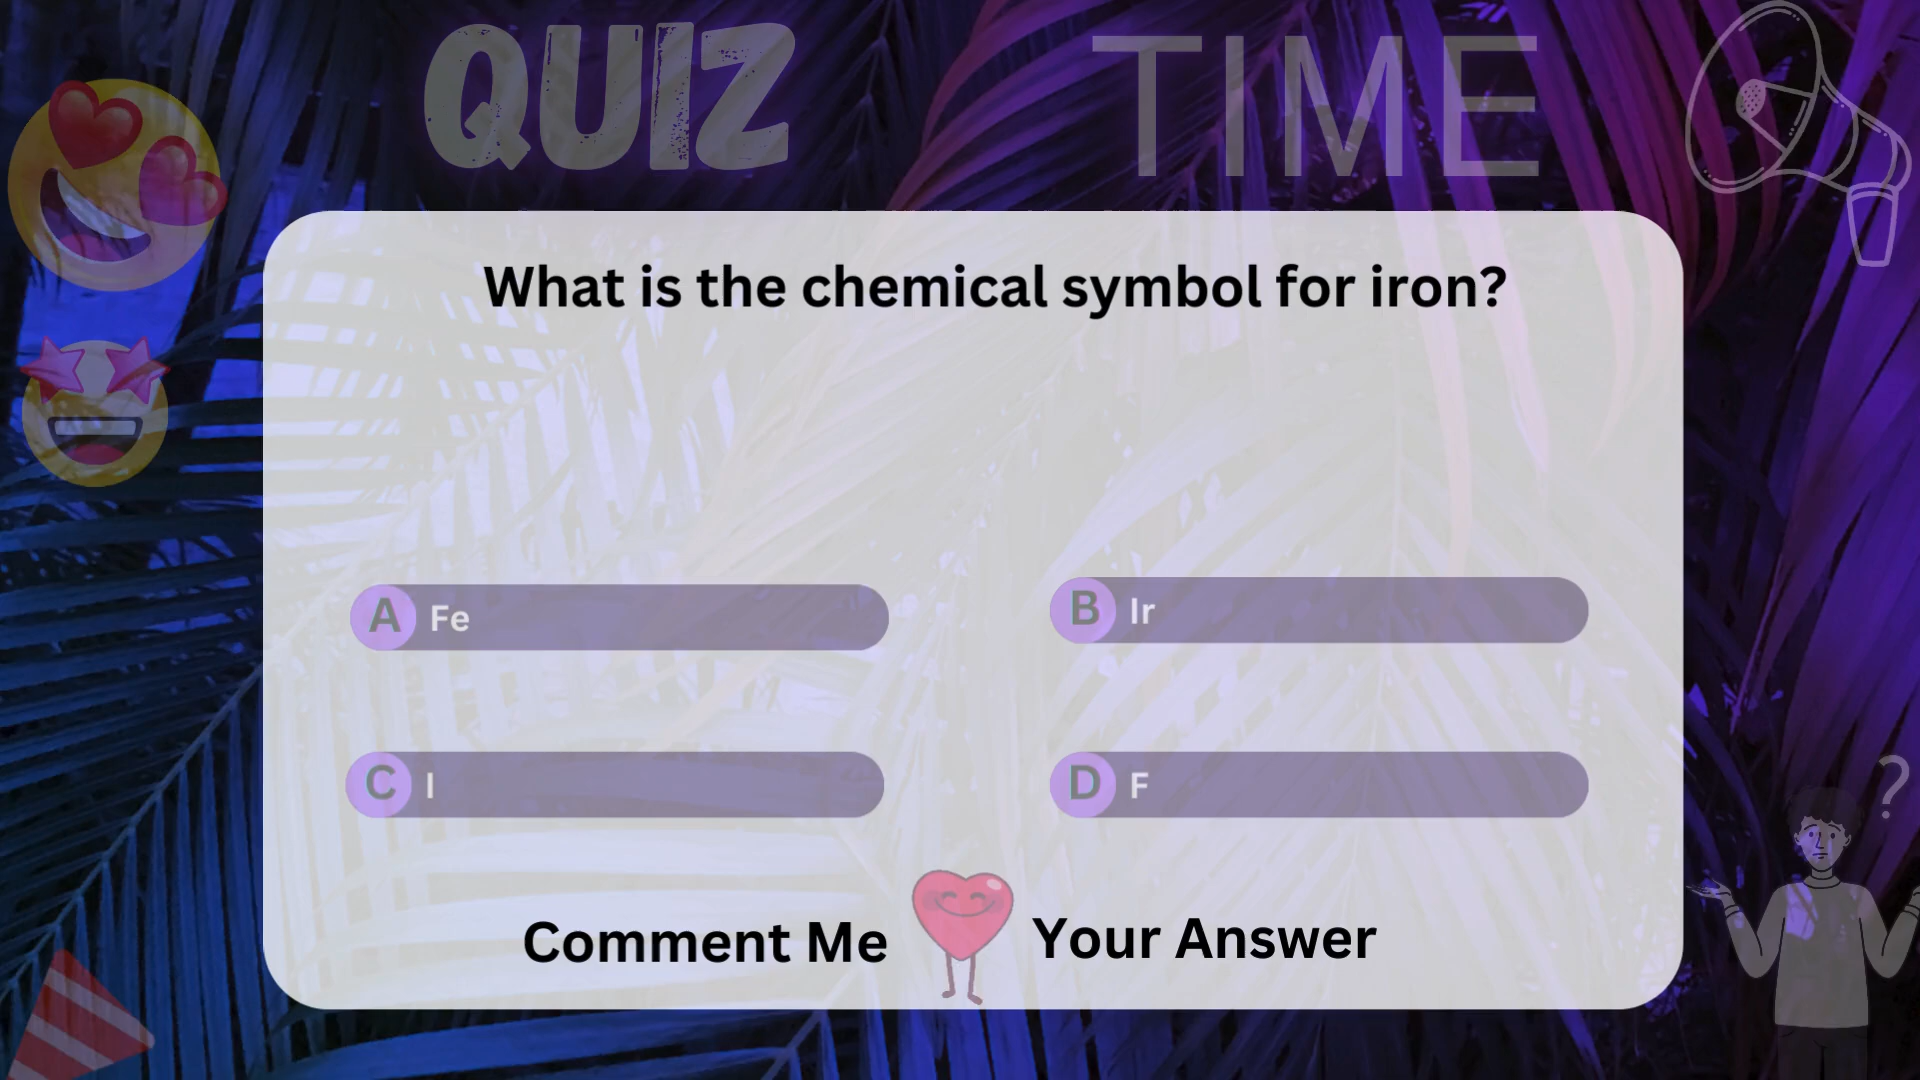 QUIZ TIME
What is the chemical symbol for iron?
A Fe
B Ir
C I
D F
Comment Me Your Answer
?